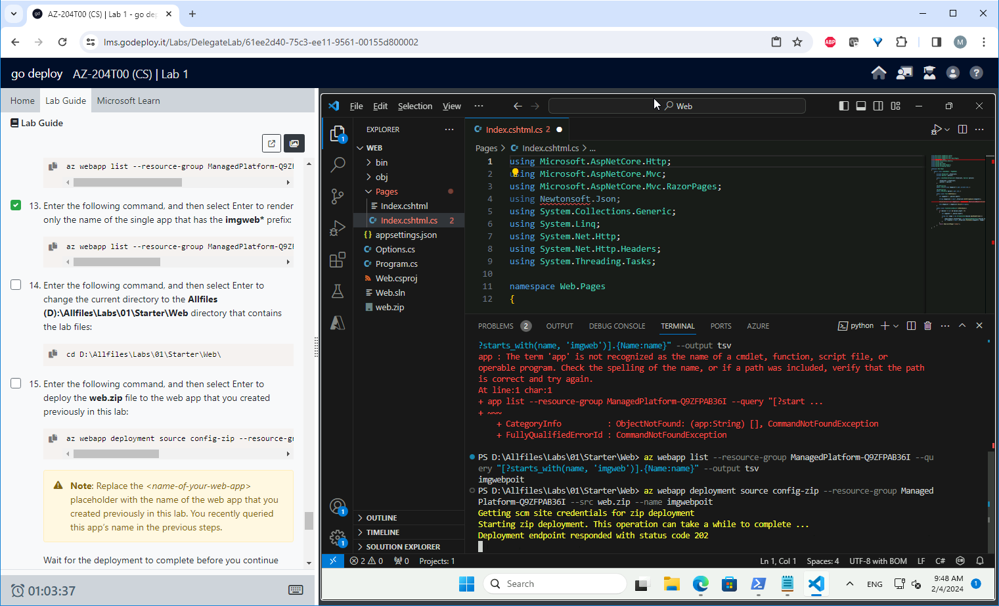 AZ-204T00 (CS) | Lab 1 - go de
lms.godeploy.it/Labs/DelegateLab/61ee2d40-75c3-ee11-9561-00155d800002
ABP
M
go deploy AZ-204T00 (CS) | Lab 1
Home Lab Guide Microsoft Learn
Lab Guide
az webapp list --resource-group ManagedPlatform-Q9Z
13. Enter the following command, and then select Enter to render
only the name of the single app that has the imgweb* prefix:
az webapp list --resource-group ManagedPlatform-Q9Z
14. Enter the following command, and then select Enter to
change the current directory to the Allfiles
(D):\Allfiles\Labs\01\Starter\Web directory that contains
the lab files:
cd D:\Allfiles\Labs\01\Starter\Web\
15. Enter the following command, and then select Enter to
deploy the web.zip file to the web app that you created
previously in this lab:
az webapp deployment source config-zip --resource-g
Note: Replace the <name-of-your-web-app>
placeholder with the name of the web app that you
created previously in this lab. You recently queried
this app's name in the previous steps.
Wait for the deployment to complete before you continue
01:03:37
File Edit Selection View ···
Web
EXPLORER ···
WEB
bin
obj
Pages
Index.cshtml
Index.cshtml.cs 2
appsettings.json
Options.cs
Program.cs
Web.csproj
Web.sln
web.zip
OUTLINE
TIMELINE
SOLUTION EXPLORER
1
1
1
Index.cshtml.cs 2
Pages > Index.cshtml.cs > ...
1 using Microsoft.AspNetCore.Http;
2 using Microsoft.AspNetCore.Mvc;
3 using Microsoft.AspNetCore.Mvc.RazorPages;
4 using Newtonsoft.Json;
5 using System.Collections.Generic;
6 using System.Linq;
7 using System.Net.Http;
8 using System.Net.Http.Headers;
9 using System.Threading.Tasks;
10
11 namespace Web.Pages
12 {
PROBLEMS 2 OUTPUT DEBUG CONSOLE TERMINAL PORTS AZURE
python
?starts_with(name, 'imgweb')].{Name:name}" --output tsv
app : The term 'app' is not recognized as the name of a cmdlet, function, script file, or
operable program. Check the spelling of the name, or if a path was included, verify that the path
is correct and try again.
At line:1 char:1
+ app list --resource-group ManagedPlatform-Q9ZFPAB36I --query "[?start ...
+ ~~~
+ CategoryInfo : ObjectNotFound: (app:String) [], CommandNotFoundException
+ FullyQualifiedErrorId : CommandNotFoundException
PS D:\Allfiles\Labs\01\Starter\Web> az webapp list --resource-group ManagedPlatform-Q9ZFPAB36I --qu
ery "[?starts_with(name, 'imgweb')].{Name:name}" --output tsv
imgwebpoit
PS D:\Allfiles\Labs\01\Starter\Web> az webapp deployment source config-zip --resource-group Managed
Platform-Q9ZFPAB36I --src web.zip --name imgwebpoit
Getting scm site credentials for zip deployment
Starting zip deployment. This operation can take a while to complete ...
Deployment endpoint responded with status code 202
2 0 0 Projects: 1 Ln 1, Col 1 Spaces: 4 UTF-8 with BOM LF C#
Search
ENG
9:48 AM
2/4/2024
1